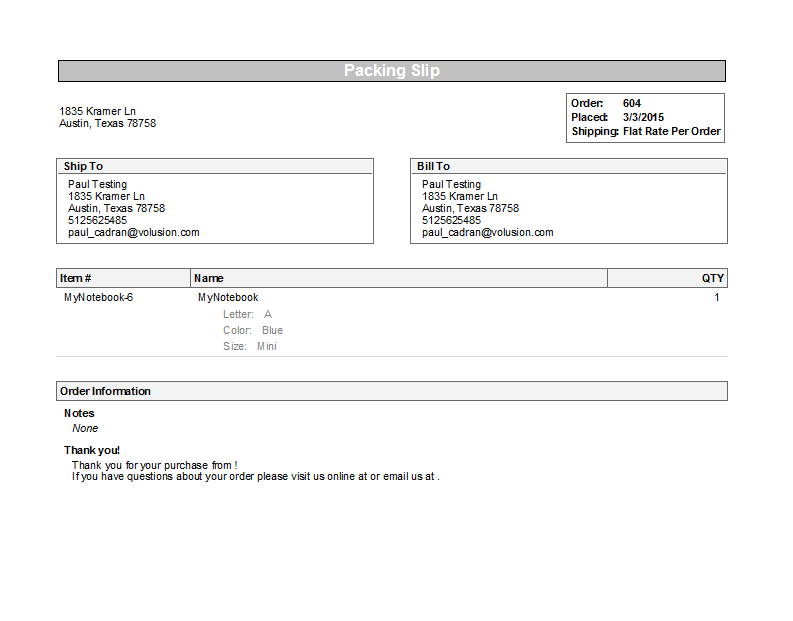 Packing Slip
1835 Kramer Ln
Austin, Texas 78758
Order: 604
Placed: 3/3/2015
Shipping: Flat Rate Per Order
Ship To
Paul Testing
1835 Kramer Ln
Austin, Texas 78758
5125625485
paul_cadran@volusion.com
Bill To
Paul Testing
1835 Kramer Ln
Austin, Texas 78758
5125625485
paul_cadran@volusion.com
Item # Name QTY
MyNotebook-6 MyNotebook 1
Letter: A
Color: Blue
Size: Mini
Order Information
Notes
None
Thank you!
Thank you for your purchase from !
If you have questions about your order please visit us online at or email us at .